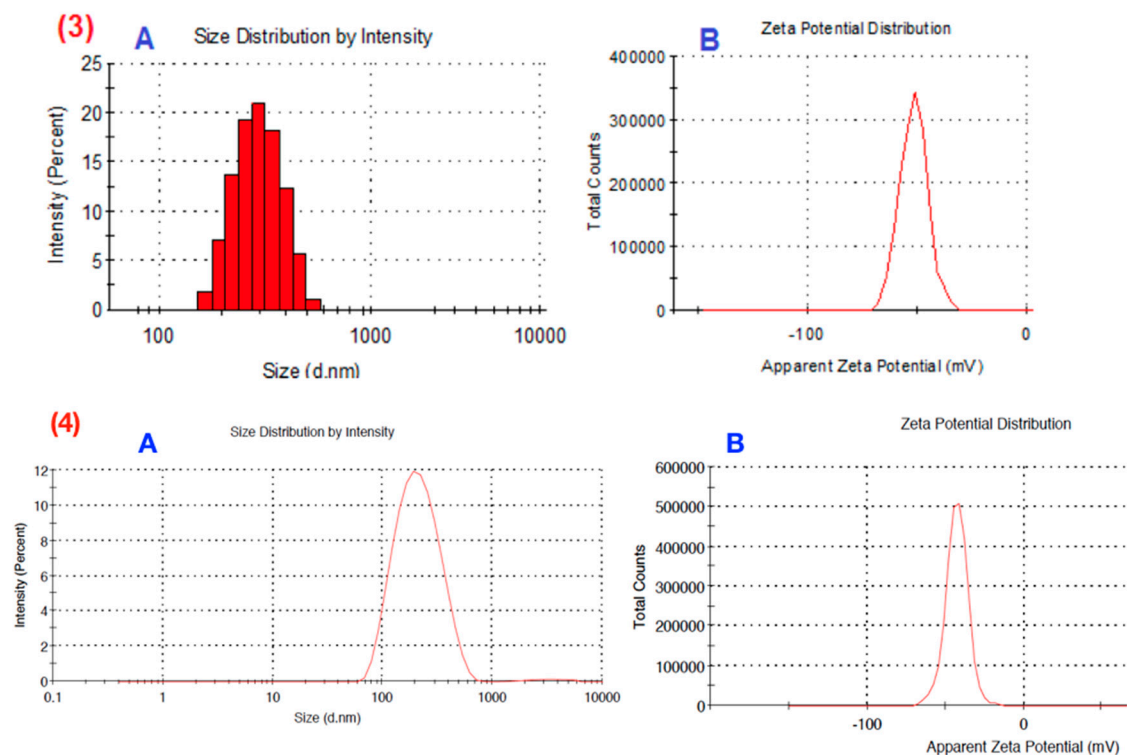 (3)
A
Size Distribution by Intensity
25
20
15
10
5
0
Intensity (Percent)
100
1000
10000
Size (d.nm)
B
Zeta Potential Distribution
400000
300000
200000
100000
0
Total Counts
-100
0
Apparent Zeta Potential (mV)
(4)
A
Size Distribution by Intensity
12
10
8
6
4
2
0
Intensity (Percent)
0.1
1
10
100
1000
10000
Size (d.nm)
B
Zeta Potential Distribution
600000
500000
400000
300000
200000
100000
0
Total Counts
-100
0
Apparent Zeta Potential (mV)